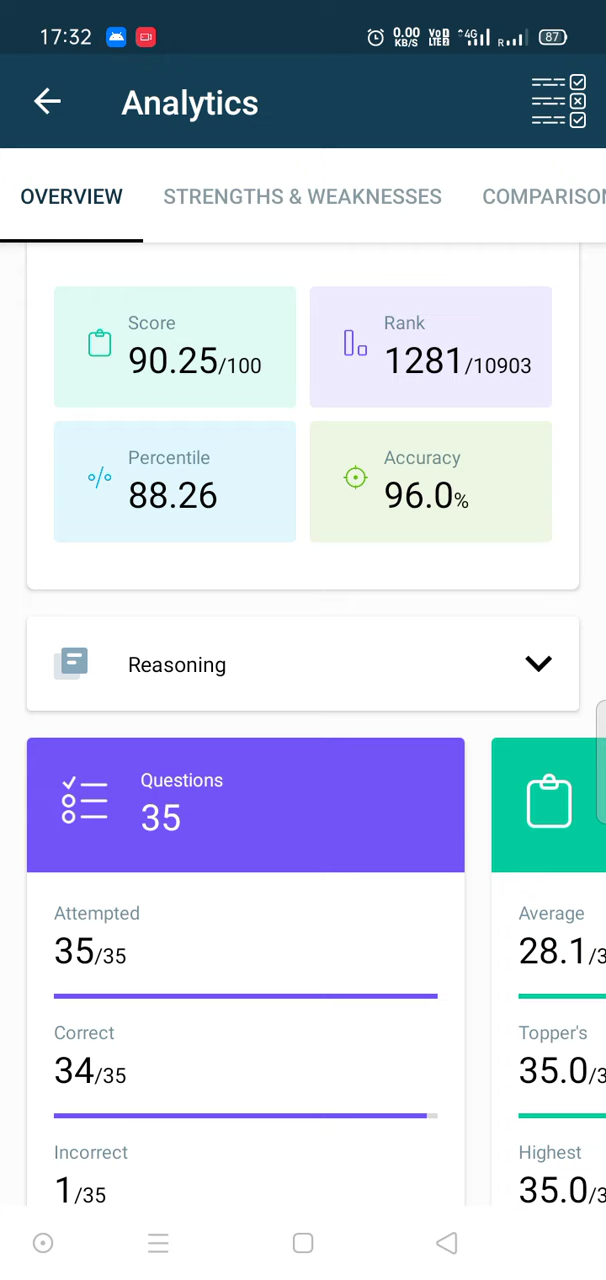 17:32 0.00 KB/S VoD LTE2 4G R 87
Analytics
OVERVIEW STRENGTHS & WEAKNESSES COMPARISON
Score Rank
90.25/100 1281/10903
Percentile Accuracy
88.26 96.0%
Reasoning
Questions
35
Attempted
35/35
Correct
34/35
Incorrect
1/35
Average
28.1/3
Topper's
35.0/3
Highest
35.0/3